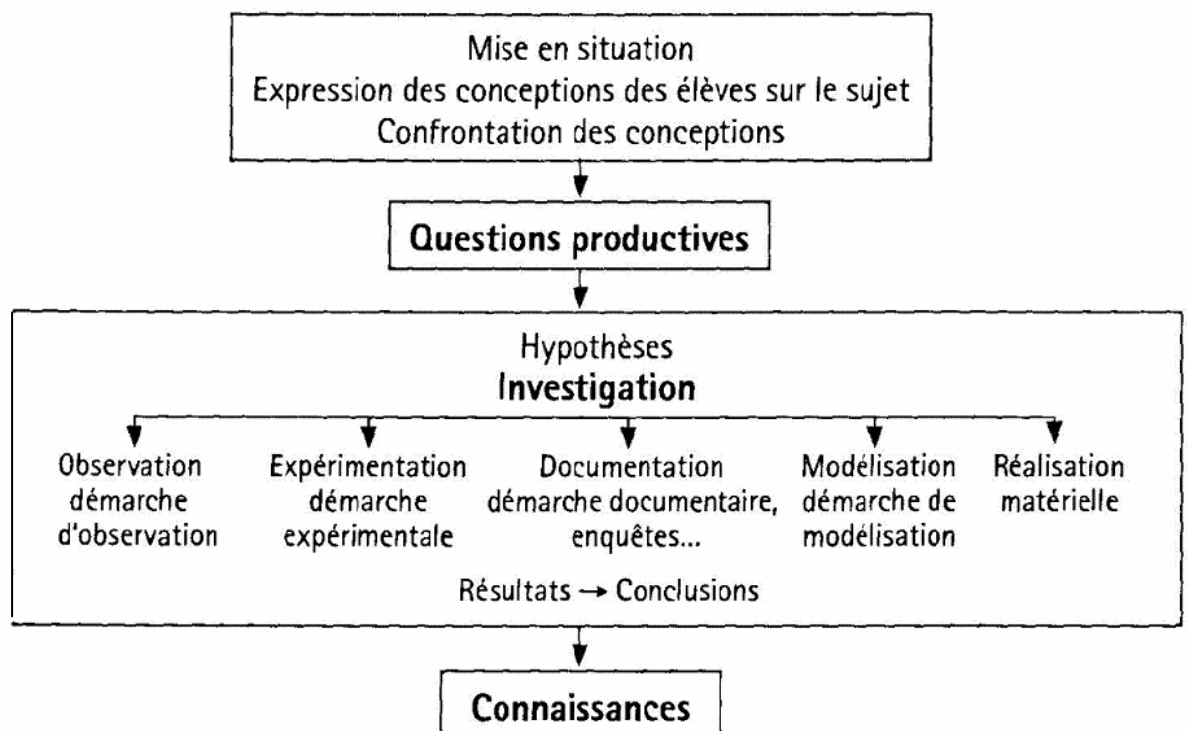 Mise en situation
Expression des conceptions des élèves sur le sujet
Confrontation des conceptions
Questions productives
Hypothèses
Investigation
Observation
démarche
d'observation
Expérimentation
démarche
expérimentale
Documentation
démarche documentaire,
enquêtes...
Modélisation
démarche de
modélisation
Réalisation
matérielle
Résultats → Conclusions
Connaissances